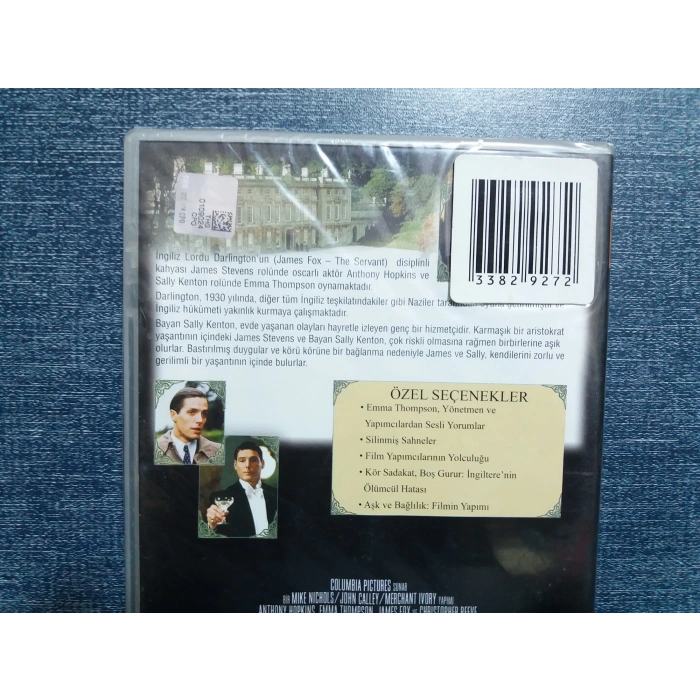 İngiliz Lordu Darlington'un (James Fox – The Servant) disiplinli
kahyası James Stevens rolünde oscarlı aktör Anthony Hopkins ve
Sally Kenton rolünde Emma Thompson oynamaktadır.
Darlington, 1930 yılında, diğer tüm İngiliz teşkilatındakiler gibi Naziler
İngiliz hükümeti yakınlık kurmaya çalışmaktadır.
Bayan Sally Kenton, evde yaşanan olayları hayretle izleyen genç bir hizmetçidir. Karmaşık bir aristokrat
yaşantının içindeki James Stevens ve Bayan Sally Kenton, çok riskli olmasına rağmen birbirlerine aşık
olurlar. Bastırılmış duygular ve körü körüne bir bağlanma nedeniyle James ve Sally, kendilerini zorlu ve
gerilimli bir yaşantının içinde bulurlar.
3382 9272
ÖZEL SEÇENEKLER
• Emma Thompson, Yönetmen ve
Yapımcılardan Sesli Yorumlar
• Silinmiş Sahneler
• Film Yapımcılarının Yolculuğu
• Kör Sadakat, Boş Gurur: İngiltere'nin
Ölümcül Hatası
• Aşk ve Bağlılık: Filmin Yapımı
COLUMBIA PICTURES SUNAR
BİR MIKE NICHOLS/JOHN CALLEY/MERCHANT IVORY YAPIMI
ANTHONY HOPKINS, EMMA THOMPSON, JAMES FOX VE CHRISTOPHER REEVE